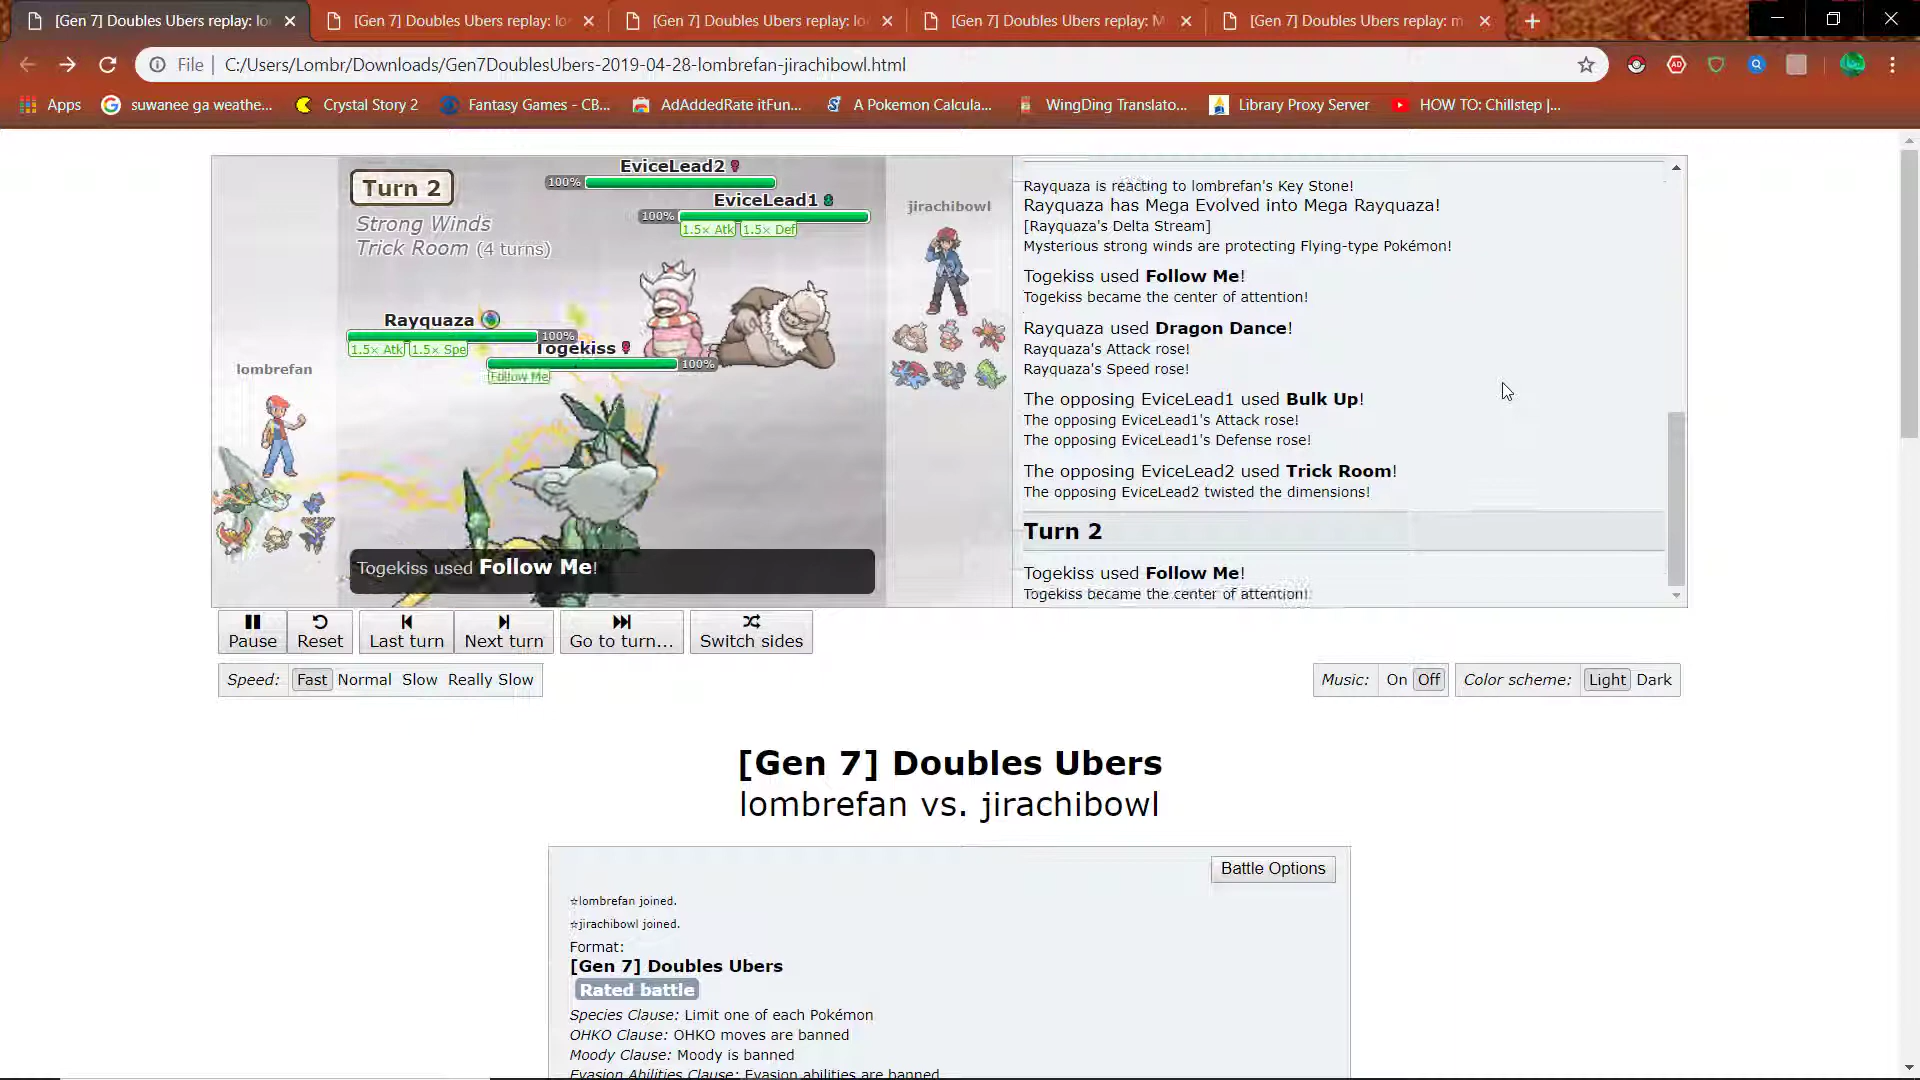 [Gen 7] Doubles Ubers replay: lo
[Gen 7] Doubles Ubers replay: lo
[Gen 7] Doubles Ubers replay: lo
[Gen 7] Doubles Ubers replay: M
[Gen 7] Doubles Ubers replay: m
File
C:/Users/Lombr/Downloads/Gen7DoublesUbers-2019-04-28-lombrefan-jirachibowl.html
Apps
suwanee ga weathe...
Crystal Story 2
Fantasy Games - CB...
AdAddedRate itFun...
A Pokemon Calcula...
WingDing Translato...
Library Proxy Server
HOW TO: Chillstep |...
Turn 2
Strong Winds
Trick Room (4 turns)
EviceLead2
100%
EviceLead1
100%
1.5× Atk 1.5× Def
Rayquaza
100%
1.5× Atk 1.5× Spe
Togekiss
100%
Follow Me
lombrefan
jirachibowl
Togekiss used Follow Me!
Rayquaza is reacting to lombrefan's Key Stone!
Rayquaza has Mega Evolved into Mega Rayquaza!
[Rayquaza's Delta Stream]
Mysterious strong winds are protecting Flying-type Pokémon!
Togekiss used Follow Me!
Togekiss became the center of attention!
Rayquaza used Dragon Dance!
Rayquaza's Attack rose!
Rayquaza's Speed rose!
The opposing EviceLead1 used Bulk Up!
The opposing EviceLead1's Attack rose!
The opposing EviceLead1's Defense rose!
The opposing EviceLead2 used Trick Room!
The opposing EviceLead2 twisted the dimensions!
Turn 2
Togekiss used Follow Me!
Togekiss became the center of attention!
Pause
Reset
Last turn
Next turn
Go to turn...
Switch sides
Speed: Fast Normal Slow Really Slow
Music: On Off
Color scheme: Light Dark
[Gen 7] Doubles Ubers
lombrefan vs. jirachibowl
Battle Options
☆lombrefan joined.
☆jirachibowl joined.
Format:
[Gen 7] Doubles Ubers
Rated battle
Species Clause: Limit one of each Pokémon
OHKO Clause: OHKO moves are banned
Moody Clause: Moody is banned
Evasion Abilities Clause: Evasion abilities are banned